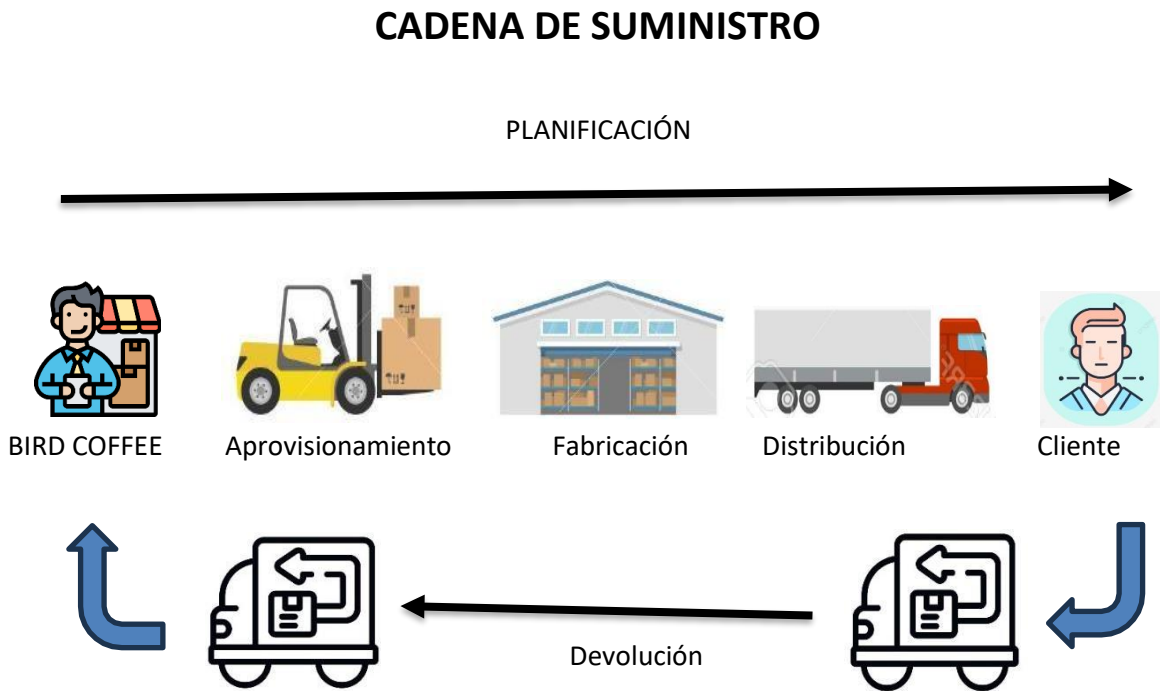 CADENA DE SUMINISTRO
PLANIFICACIÓN
BIRD COFFEE Aprovisionamiento Fabricación Distribución Cliente
Devolución